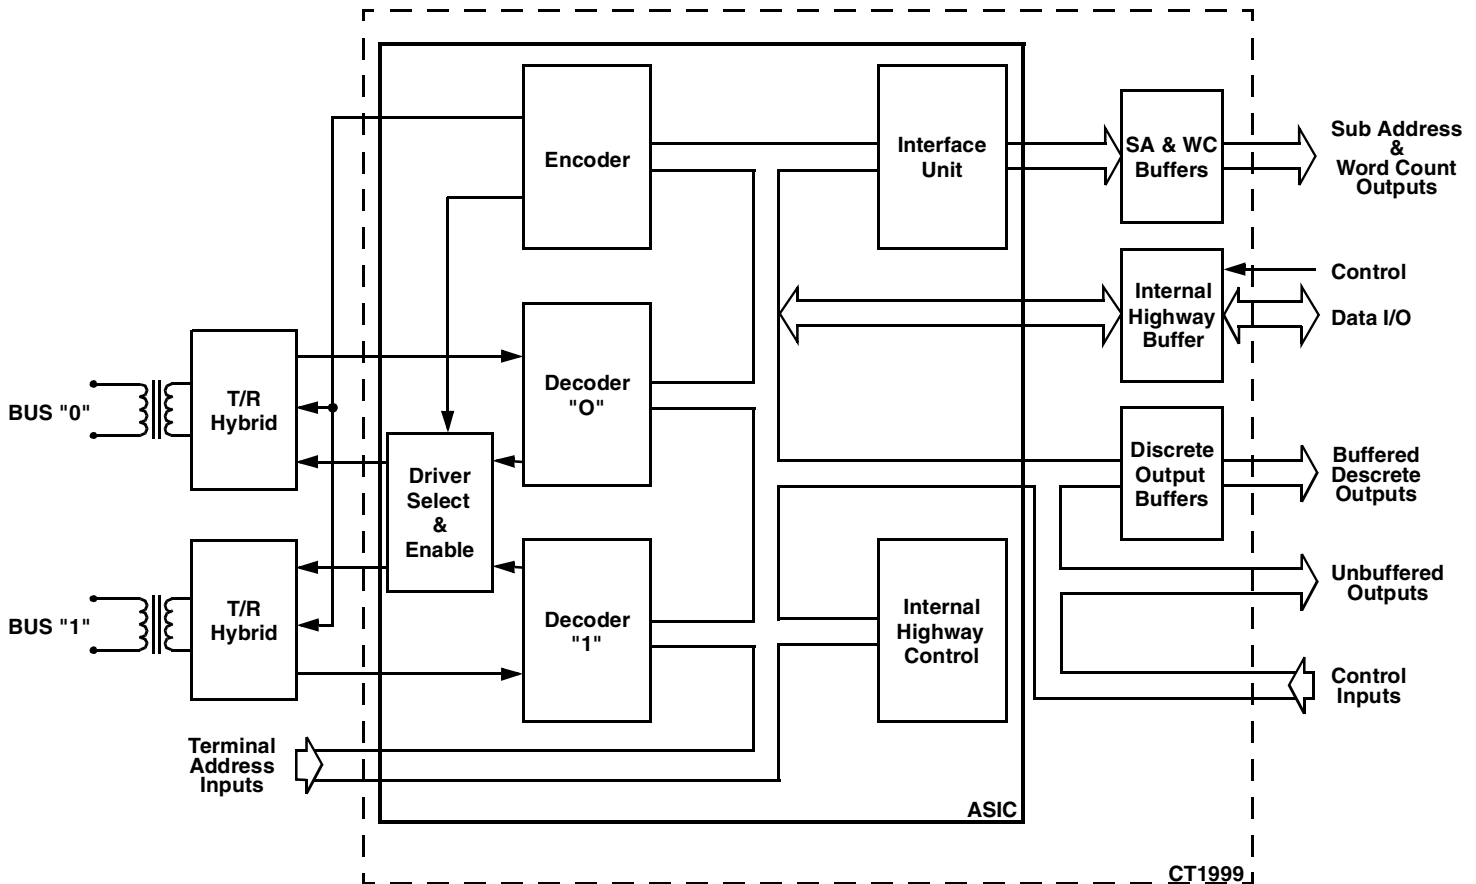 Encoder
Interface
Unit
SA & WC
Buffers
Sub Address
&
Word Count
Outputs
Internal
Highway
Buffer
Control
Data I/O
BUS "0"
T/R
Hybrid
Decoder
"O"
Driver
Select
&
Enable
Discrete
Output
Buffers
Buffered
Descrete
Outputs
Unbuffered
Outputs
BUS "1"
T/R
Hybrid
Decoder
"1"
Internal
Highway
Control
Control
Inputs
Terminal
Address
Inputs
ASIC
CT1999